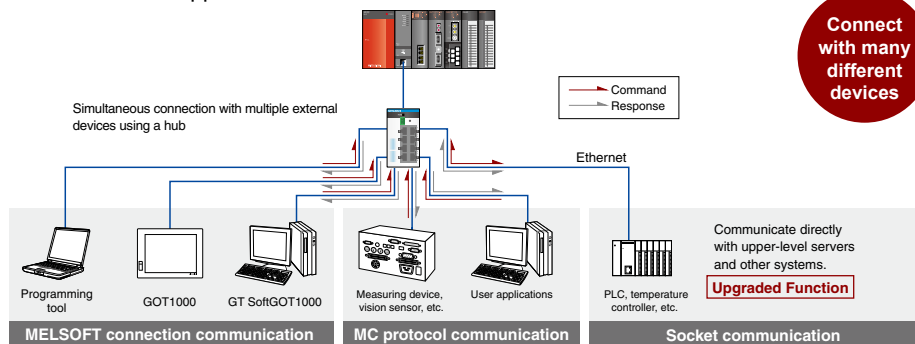 Connect
with many
different
devices
Command
Response
Simultaneous connection with multiple external
devices using a hub
Ethernet
Programming
tool
GOT1000
GT SoftGOT1000
Measuring device,
vision sensor, etc.
User applications
PLC, temperature
controller, etc.
Communicate directly
with upper-level servers
and other systems.
Upgraded Function
MELSOFT connection communication
MC protocol communication
Socket communication